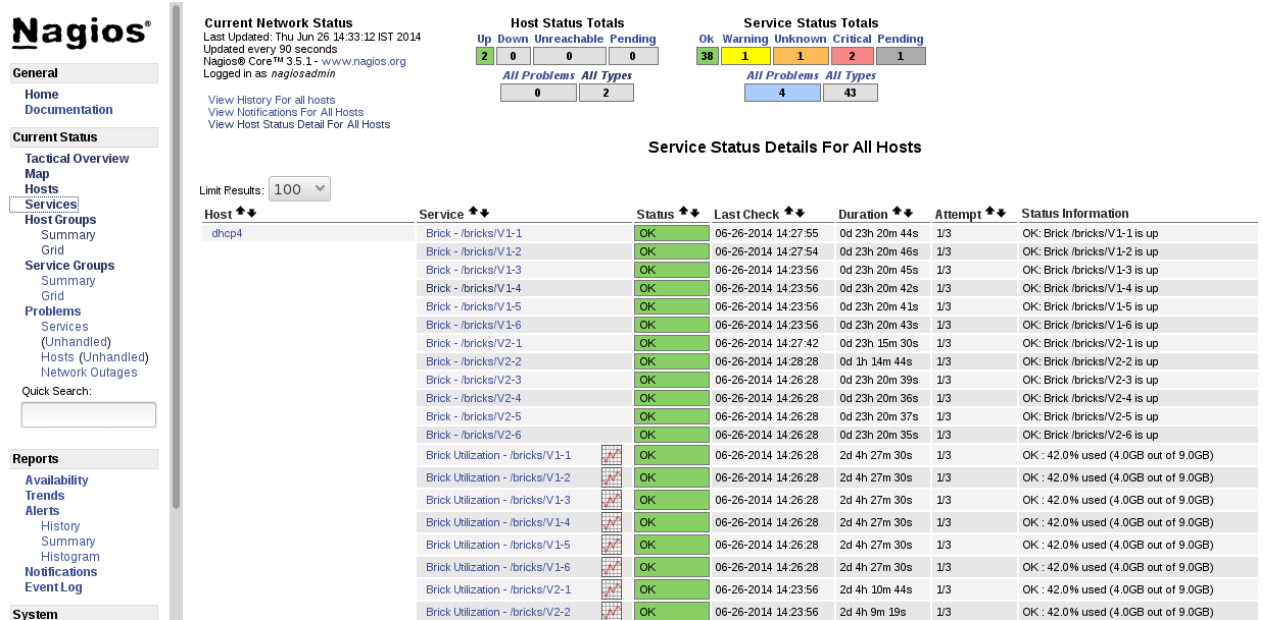 Nagios®
General
Home
Documentation
Current Status
Tactical Overview
Map
Hosts
Services
Host Groups
Summary
Grid
Service Groups
Summary
Grid
Problems
Services
(Unhandled)
Hosts (Unhandled)
Network Outages
Quick Search:
Reports
Availability
Trends
Alerts
History
Summary
Histogram
Notifications
Event Log
System
Current Network Status
Last Updated: Thu Jun 26 14:33:12 IST 2014
Updated every 90 seconds
Nagios® Core™ 3.5.1 - www.nagios.org
Logged in as nagiosadmin
View History For all hosts
View Notifications For All Hosts
View Host Status Detail For All Hosts
Host Status Totals
Up Down Unreachable Pending
2 0 0 0
All Problems All Types
0 2
Service Status Totals
Ok Warning Unknown Critical Pending
38 1 1 2 1
All Problems All Types
4 43
Service Status Details For All Hosts
Limit Results: 100
Host Service Status Last Check Duration Attempt Status Information
dhcp4 Brick - /bricks/V1-1 OK 06-26-2014 14:27:55 0d 23h 20m 44s 1/3 OK: Brick /bricks/V1-1 is up
Brick - /bricks/V1-2 OK 06-26-2014 14:27:54 0d 23h 20m 46s 1/3 OK: Brick /bricks/V1-2 is up
Brick - /bricks/V1-3 OK 06-26-2014 14:23:56 0d 23h 20m 45s 1/3 OK: Brick /bricks/V1-3 is up
Brick - /bricks/V1-4 OK 06-26-2014 14:23:56 0d 23h 20m 42s 1/3 OK: Brick /bricks/V1-4 is up
Brick - /bricks/V1-5 OK 06-26-2014 14:23:56 0d 23h 20m 41s 1/3 OK: Brick /bricks/V1-5 is up
Brick - /bricks/V1-6 OK 06-26-2014 14:23:56 0d 23h 20m 43s 1/3 OK: Brick /bricks/V1-6 is up
Brick - /bricks/V2-1 OK 06-26-2014 14:27:42 0d 23h 15m 30s 1/3 OK: Brick /bricks/V2-1 is up
Brick - /bricks/V2-2 OK 06-26-2014 14:28:28 0d 1h 14m 44s 1/3 OK: Brick /bricks/V2-2 is up
Brick - /bricks/V2-3 OK 06-26-2014 14:26:28 0d 23h 20m 39s 1/3 OK: Brick /bricks/V2-3 is up
Brick - /bricks/V2-4 OK 06-26-2014 14:26:28 0d 23h 20m 36s 1/3 OK: Brick /bricks/V2-4 is up
Brick - /bricks/V2-5 OK 06-26-2014 14:26:28 0d 23h 20m 37s 1/3 OK: Brick /bricks/V2-5 is up
Brick - /bricks/V2-6 OK 06-26-2014 14:26:28 0d 23h 20m 35s 1/3 OK: Brick /bricks/V2-6 is up
Brick Utilization - /bricks/V1-1 OK 06-26-2014 14:26:28 2d 4h 27m 30s 1/3 OK : 42.0% used (4.0GB out of 9.0GB)
Brick Utilization - /bricks/V1-2 OK 06-26-2014 14:26:28 2d 4h 27m 30s 1/3 OK : 42.0% used (4.0GB out of 9.0GB)
Brick Utilization - /bricks/V1-3 OK 06-26-2014 14:26:28 2d 4h 27m 30s 1/3 OK : 42.0% used (4.0GB out of 9.0GB)
Brick Utilization - /bricks/V1-4 OK 06-26-2014 14:26:28 2d 4h 27m 30s 1/3 OK : 42.0% used (4.0GB out of 9.0GB)
Brick Utilization - /bricks/V1-5 OK 06-26-2014 14:26:28 2d 4h 27m 30s 1/3 OK : 42.0% used (4.0GB out of 9.0GB)
Brick Utilization - /bricks/V1-6 OK 06-26-2014 14:26:28 2d 4h 27m 30s 1/3 OK : 42.0% used (4.0GB out of 9.0GB)
Brick Utilization - /bricks/V2-1 OK 06-26-2014 14:23:56 2d 4h 10m 44s 1/3 OK : 42.0% used (4.0GB out of 9.0GB)
Brick Utilization - /bricks/V2-2 OK 06-26-2014 14:23:56 2d 4h 9m 19s 1/3 OK : 42.0% used (4.0GB out of 9.0GB)